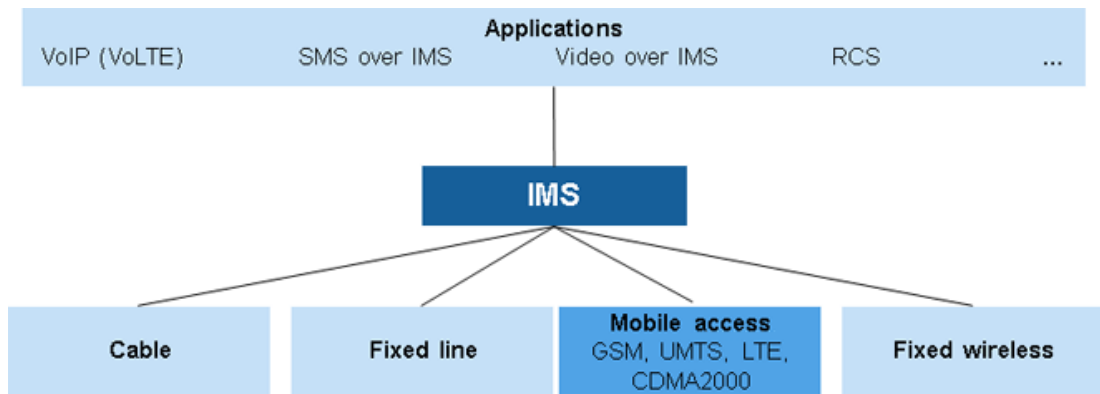 Applications
VoIP (VoLTE) SMS over IMS Video over IMS RCS ...
IMS
Cable Fixed line Mobile access Fixed wireless
GSM, UMTS, LTE,
CDMA2000